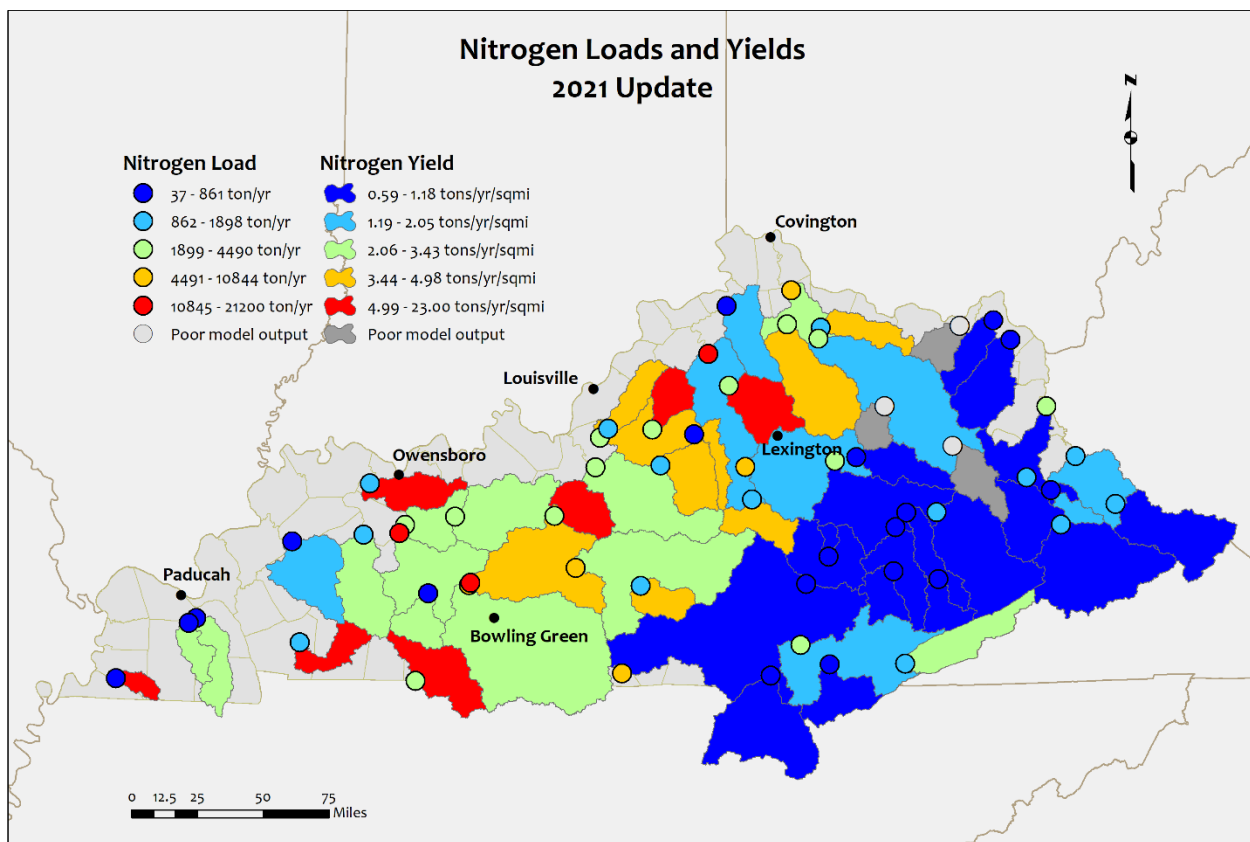 Nitrogen Loads and Yields
2021 Update
N
Nitrogen Load
37 - 861 ton/yr
862 - 1898 ton/yr
1899 - 4490 ton/yr
4491 - 10844 ton/yr
10845 - 21200 ton/yr
Poor model output
Nitrogen Yield
0.59 - 1.18 tons/yr/sqmi
1.19 - 2.05 tons/yr/sqmi
2.06 - 3.43 tons/yr/sqmi
3.44 - 4.98 tons/yr/sqmi
4.99 - 23.00 tons/yr/sqmi
Poor model output
Covington
Louisville
Lexington
Owensboro
Paducah
Bowling Green
0 12.5 25 50 75
Miles